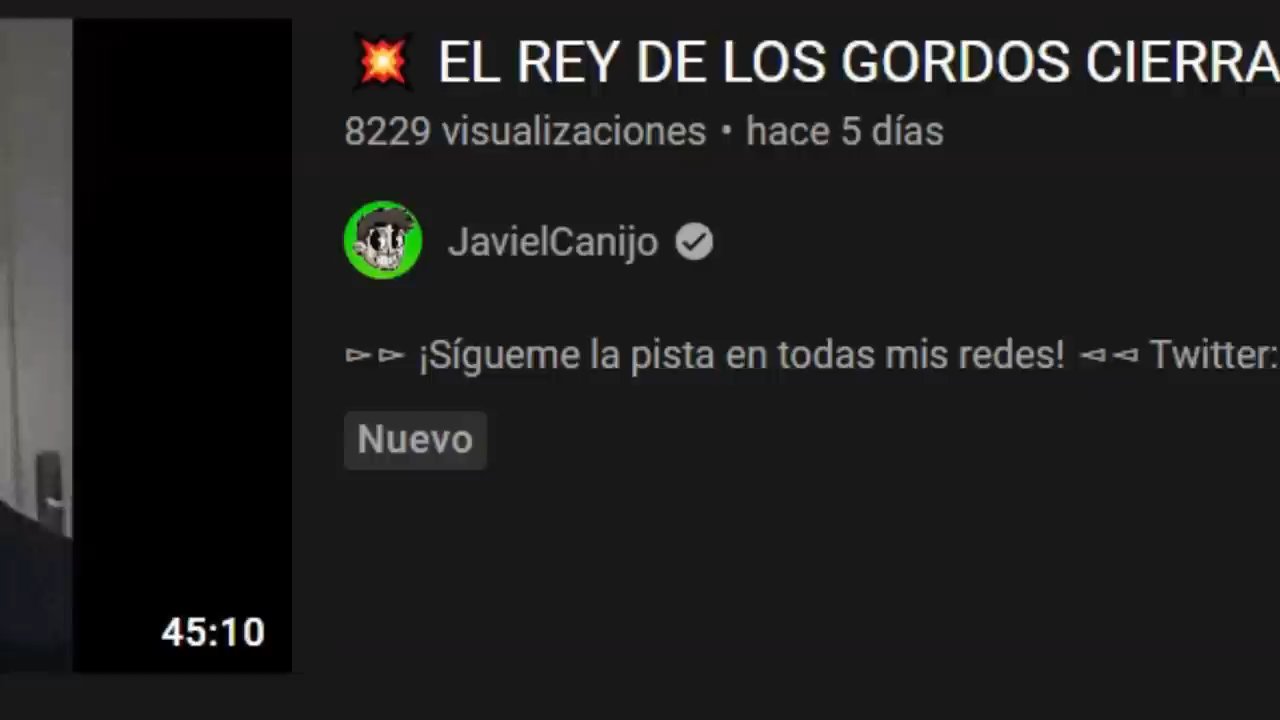 💥 EL REY DE LOS GORDOS CIERRA
8229 visualizaciones • hace 5 días
JavielCanijo
▻▻ ¡Sígueme la pista en todas mis redes! ◅◅ Twitter:
Nuevo
45:10